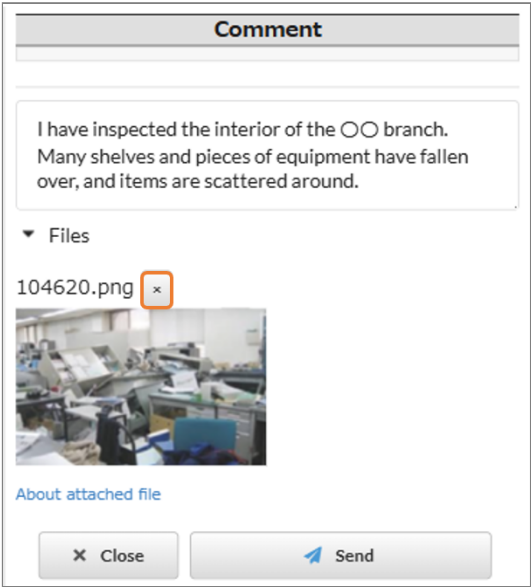 Comment
I have inspected the interior of the 〇〇 branch.
Many shelves and pieces of equipment have fallen
over, and items are scattered around.
Files
104620.png ×
About attached file
× Close
Send